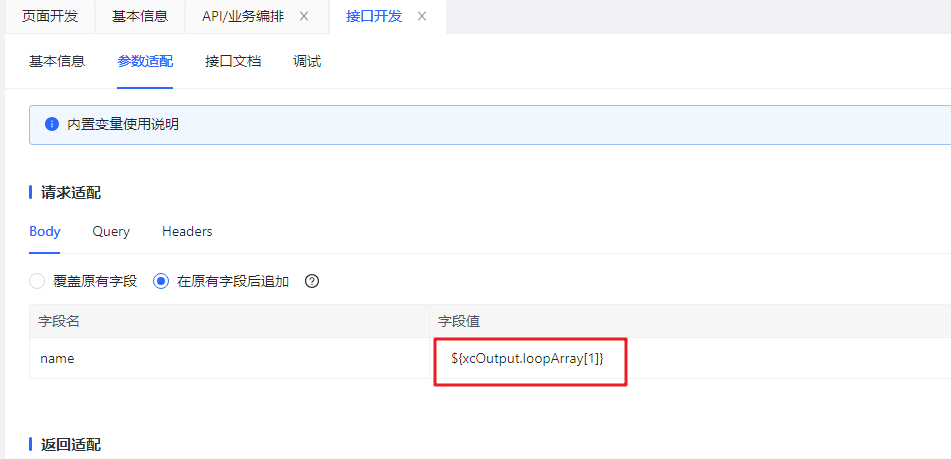 页面开发 基本信息 API/业务编排 接口开发
基本信息 参数适配 接口文档 调试
内置变量使用说明
请求适配
Body Query Headers
覆盖原有字段 在原有字段后追加
字段名 字段值
name ${xcOutput.loopArray[1]}
返回适配